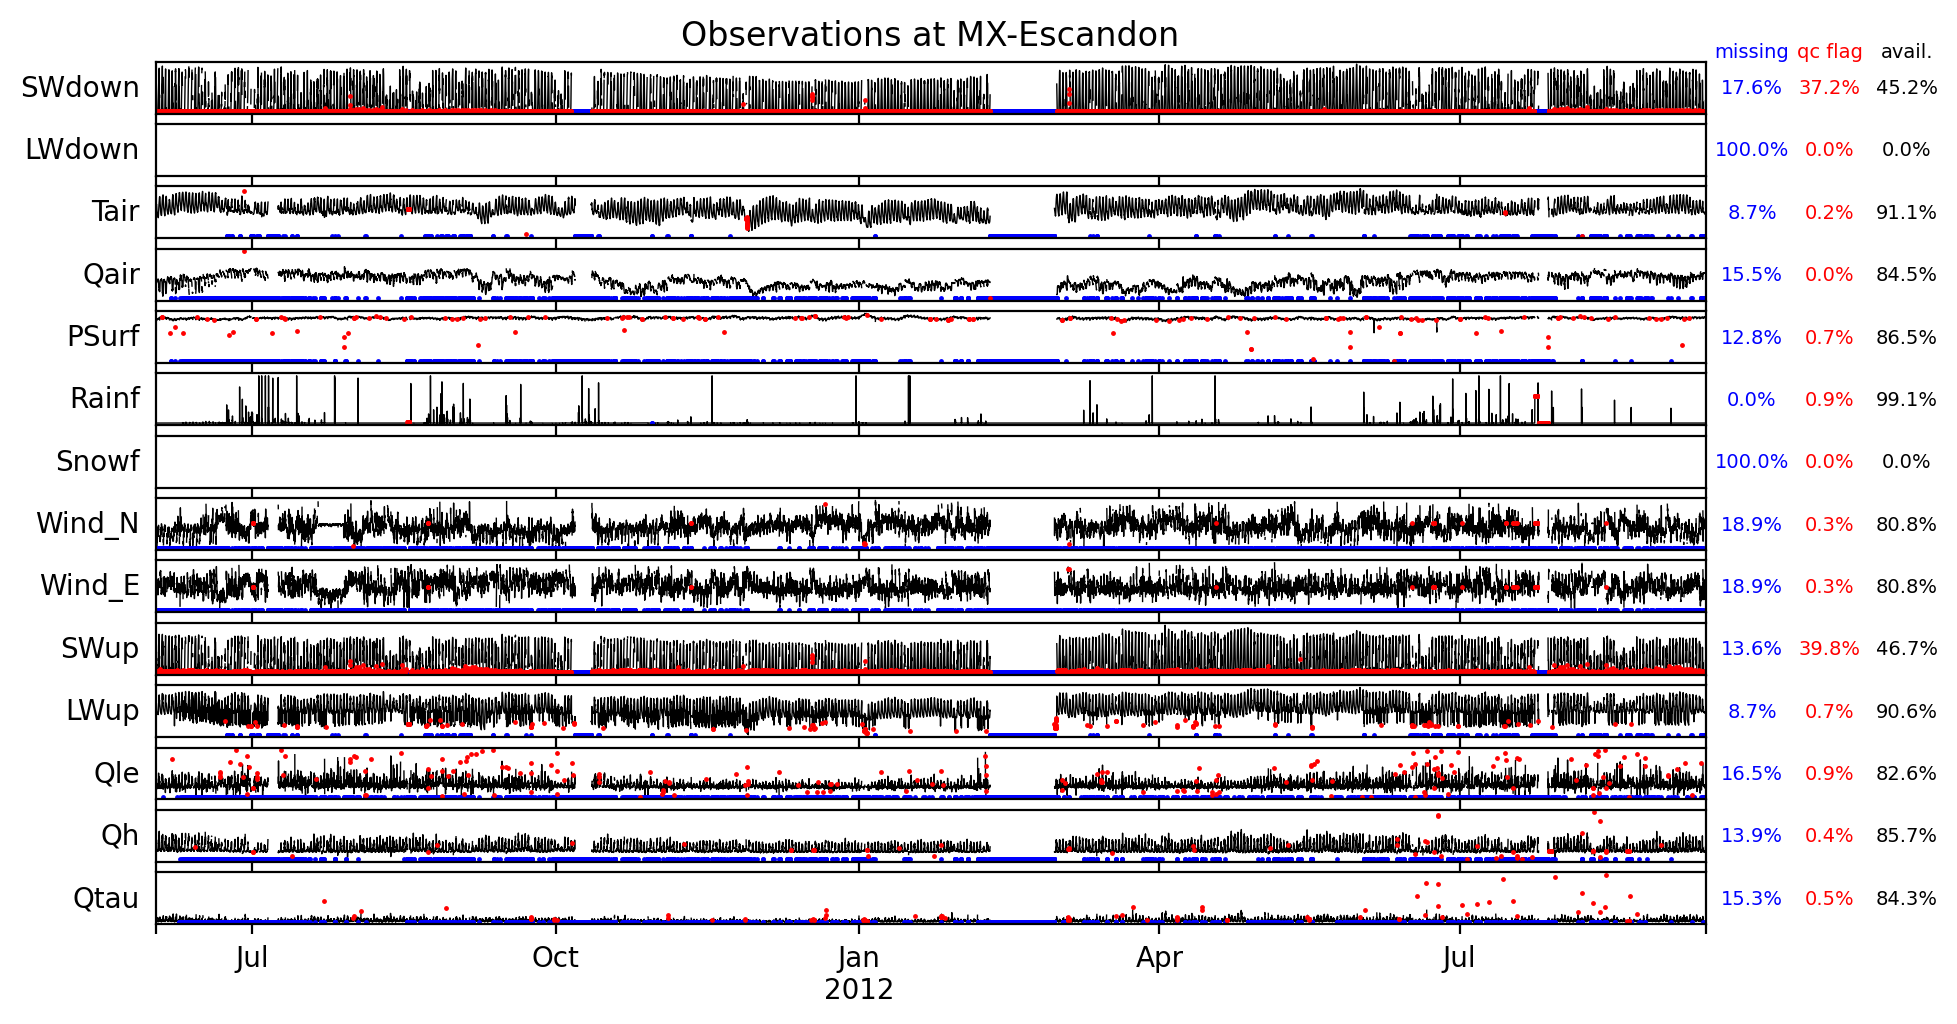 Observations at MX-Escandon
missing qc flag avail.
SWdown 17.6% 37.2% 45.2%
LWdown 100.0% 0.0% 0.0%
Tair 8.7% 0.2% 91.1%
Qair 15.5% 0.0% 84.5%
PSurf 12.8% 0.7% 86.5%
Rainf 0.0% 0.9% 99.1%
Snowf 100.0% 0.0% 0.0%
Wind_N 18.9% 0.3% 80.8%
Wind_E 18.9% 0.3% 80.8%
SWup 13.6% 39.8% 46.7%
LWup 8.7% 0.7% 90.6%
Qle 16.5% 0.9% 82.6%
Qh 13.9% 0.4% 85.7%
Qtau 15.3% 0.5% 84.3%
Jul Oct Jan Apr Jul
2012